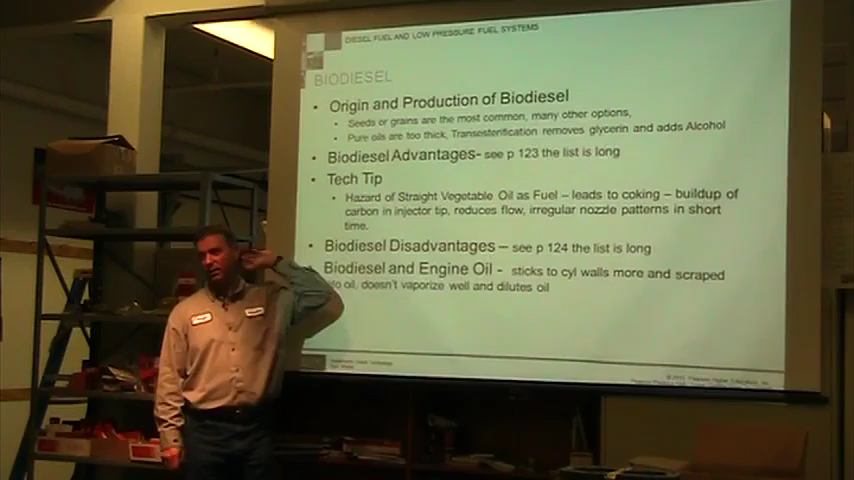 DIESEL FUEL AND LOW PRESSURE FUEL SYSTEMS
BIODIESEL
• Origin and Production of Biodiesel
• Seeds or grains are the most common, many other options,
• Pure oils are too thick, Transesterification removes glycerin and adds Alcohol
• Biodiesel Advantages- see p 123 the list is long
• Tech Tip
• Hazard of Straight Vegetable Oil as Fuel – leads to coking – buildup of
carbon in injector tip, reduces flow, irregular nozzle patterns in short
time.
• Biodiesel Disadvantages – see p 124 the list is long
Biodiesel and Engine Oil - sticks to cyl walls more and scraped
oil, doesn't vaporize well and dilutes oil